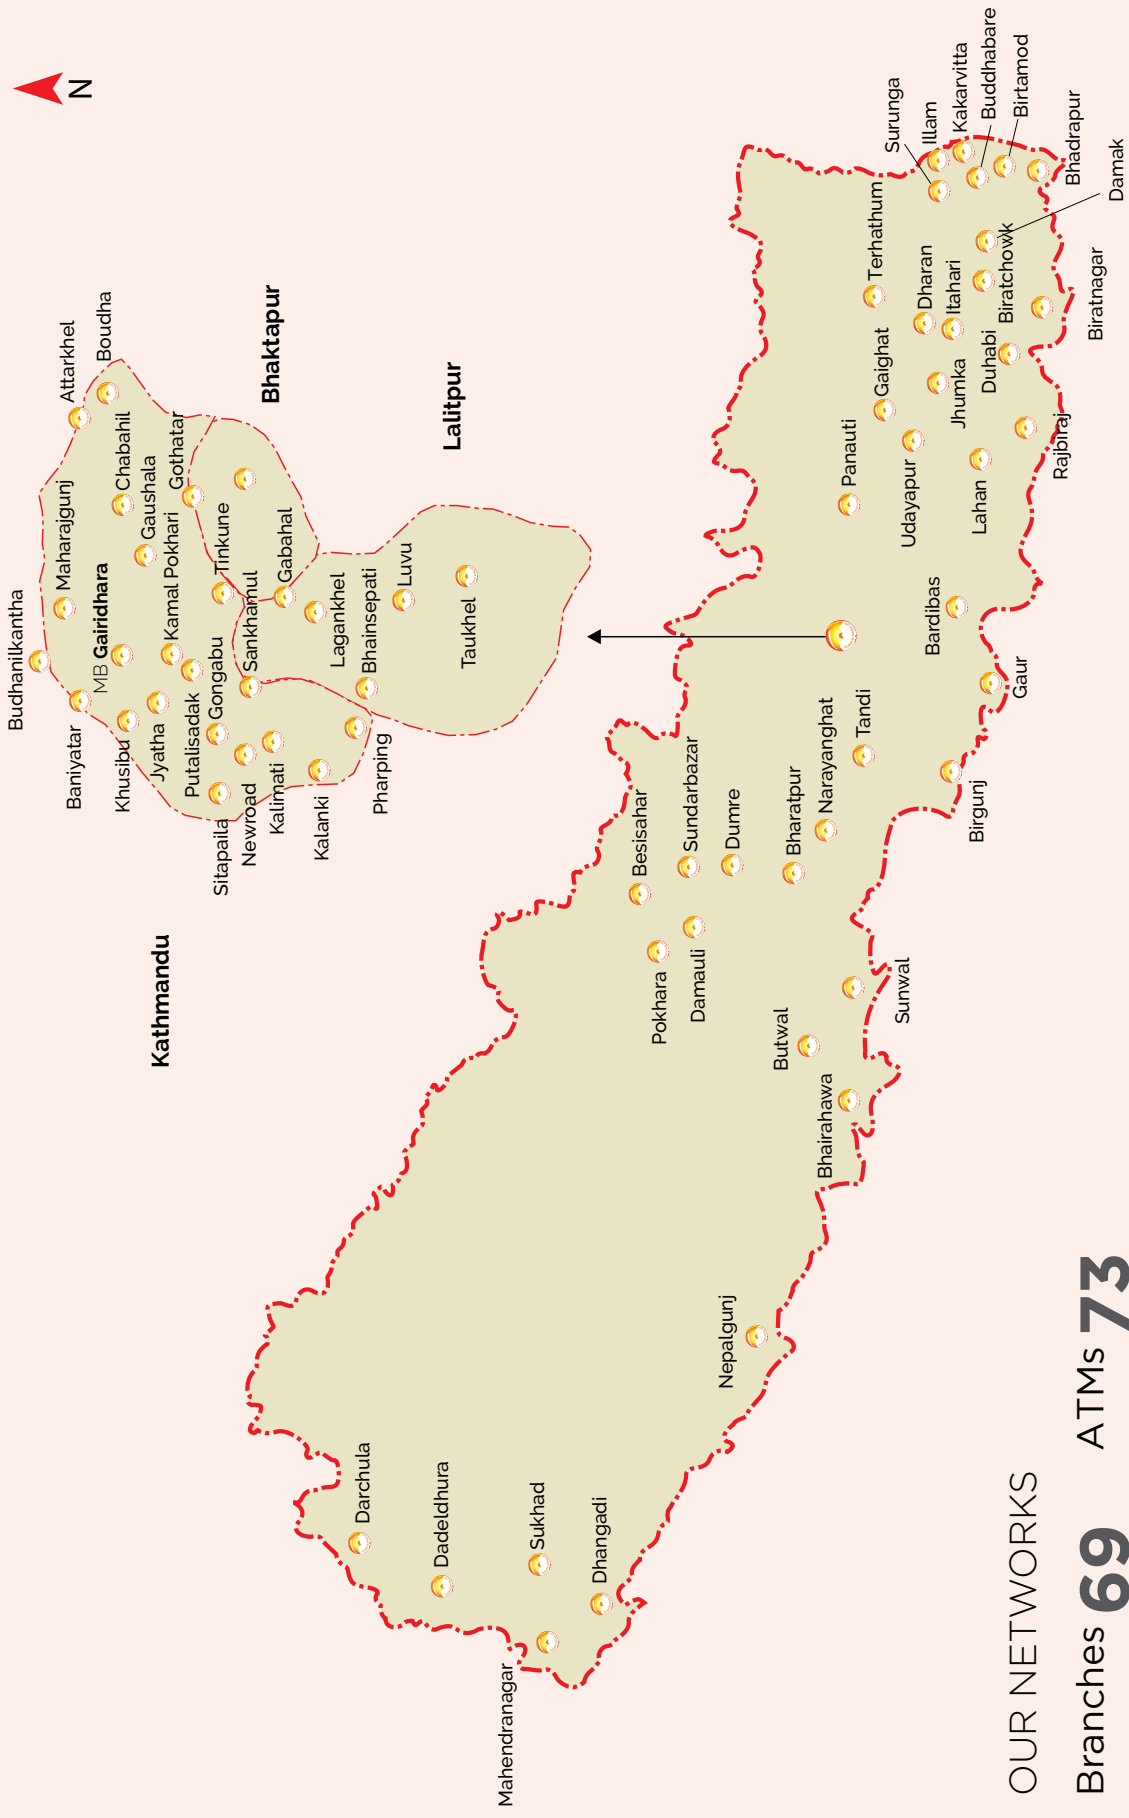 N
Kathmandu
Bhaktapur
Lalitpur
Budhanilkantha
Baniyatar
MB Gairidhara
Maharajgunj
Attarkhel
Boudha
Khusibu
Chabahil
Jyatha
Kamal Pokhari
Gaushala
Gothatar
Putalisadak
Sitapaila
Gongabu
Tinkune
Newroad
Sankhamul
Kalimati
Gabahal
Kalanki
Lagankhel
Pharping
Bhainsepati
Luvu
Taukhel
Darchula
Dadeldhura
Mahendranagar
Sukhad
Dhangadi
Nepalgunj
Besisahar
Pokhara
Sundarbazar
Damauli
Dumre
Butwal
Bharatpur
Bhairahawa
Narayanghat
Sunwal
Tandi
Birgunj
Gaur
Bardibas
Panauti
Terhathum
Gaighat
Udayapur
Dharan
Surunga
Illam
Kakarvitta
Buddhabare
Birtamod
Itahari
Jhumka
Lahan
Duhabi
Biratchowk
Rajbiraj
Biratnagar
Bhadrapur
Damak
OUR NETWORKS
Branches 69 ATMs 73